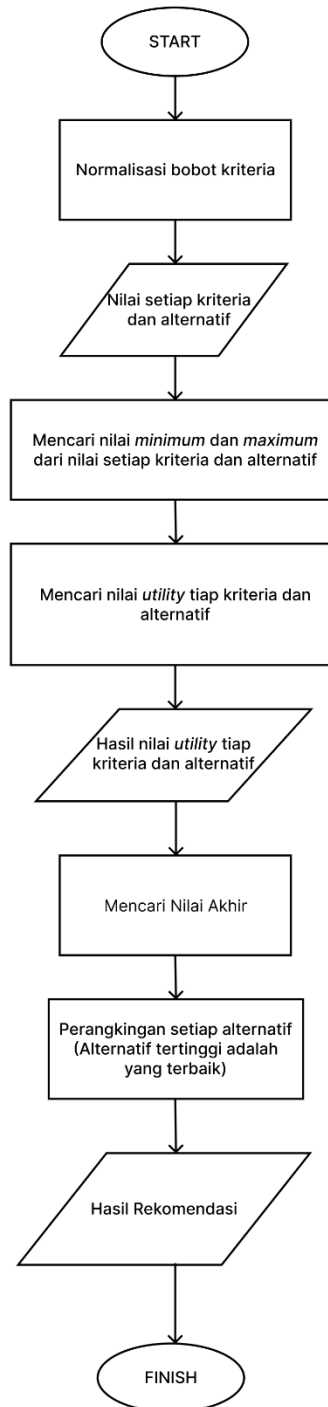 START
Normalisasi bobot kriteria
Nilai setiap kriteria
dan alternatif
Mencari nilai minimum dan maximum
dari nilai setiap kriteria dan alternatif
Mencari nilai utility tiap kriteria dan
alternatif
Hasil nilai utility tiap
kriteria dan alternatif
Mencari Nilai Akhir
Perangkingan setiap alternatif
(Alternatif tertinggi adalah
yang terbaik)
Hasil Rekomendasi
FINISH